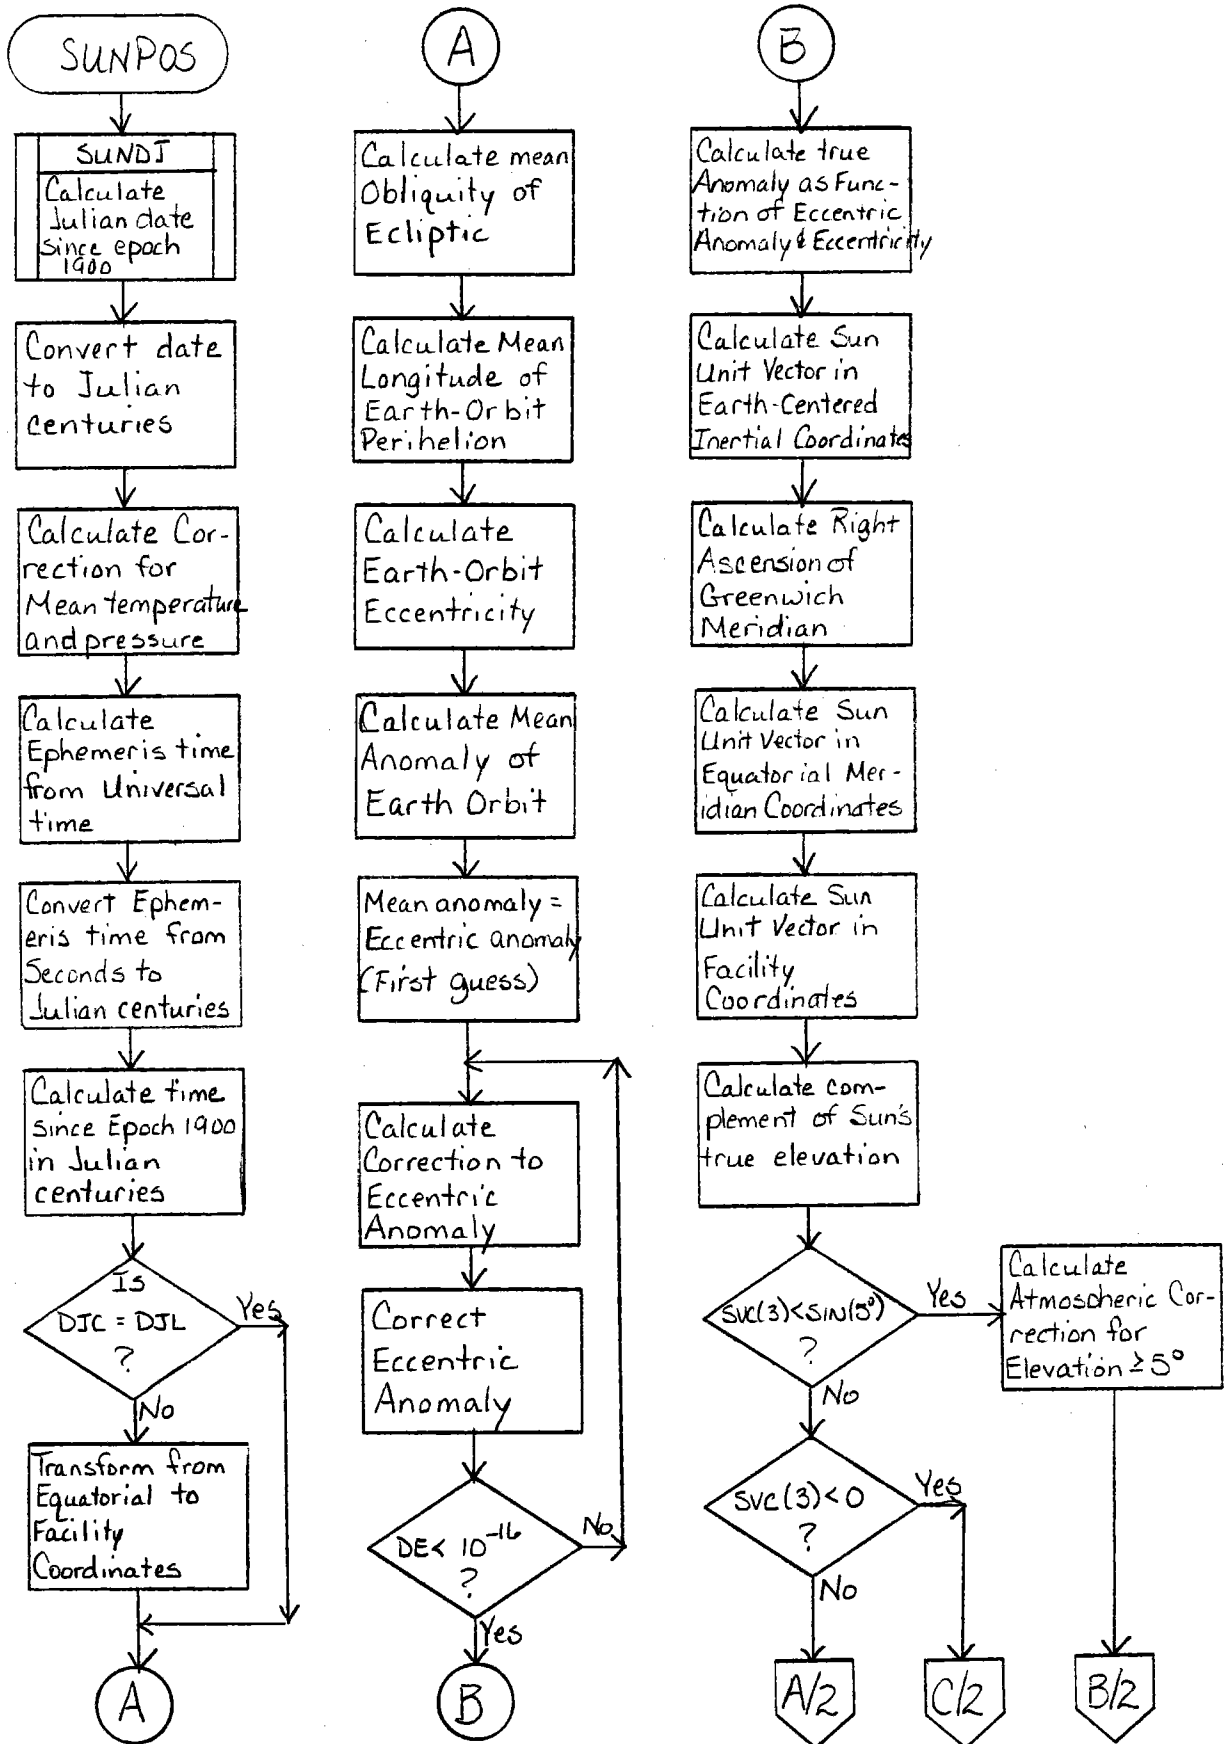 SUNPOS
SUNDJ
Calculate
Julian date
since epoch
1900
Convert date
to Julian
centuries
Calculate Cor-
rection for
Mean temperature
and pressure
Calculate
Ephemeris time
from Universal
time
Convert Ephem-
eris time from
Seconds to
Julian centuries
Calculate time
since Epoch 1900
in Julian
centuries
Is
DJC = DJL
?
Yes
No
Transform from
Equatorial to
Facility
Coordinates
A
A
Calculate mean
Obliquity of
Ecliptic
Calculate Mean
Longitude of
Earth-Orbit
Perihelion
Calculate
Earth-Orbit
Eccentricity
Calculate Mean
Anomaly of
Earth Orbit
Mean anomaly =
Eccentric anomaly
(First guess)
Calculate
Correction to
Eccentric
Anomaly
Correct
Eccentric
Anomaly
DE < 10⁻¹⁶
?
No
Yes
B
B
Calculate true
Anomaly as Func-
tion of Eccentric
Anomaly & Eccentricity
Calculate Sun
Unit Vector in
Earth-Centered
Inertial Coordinates
Calculate Right
Ascension of
Greenwich
Meridian
Calculate Sun
Unit Vector in
Equatorial Mer-
idian Coordinates
Calculate Sun
Unit Vector in
Facility
Coordinates
Calculate com-
plement of Sun's
true elevation
SVC(3)<SIN(5°)
?
Yes
No
Calculate
Atmospheric Cor-
rection for
Elevation ≥ 5°
SVC(3)<0
?
Yes
No
A/2
C/2
B/2